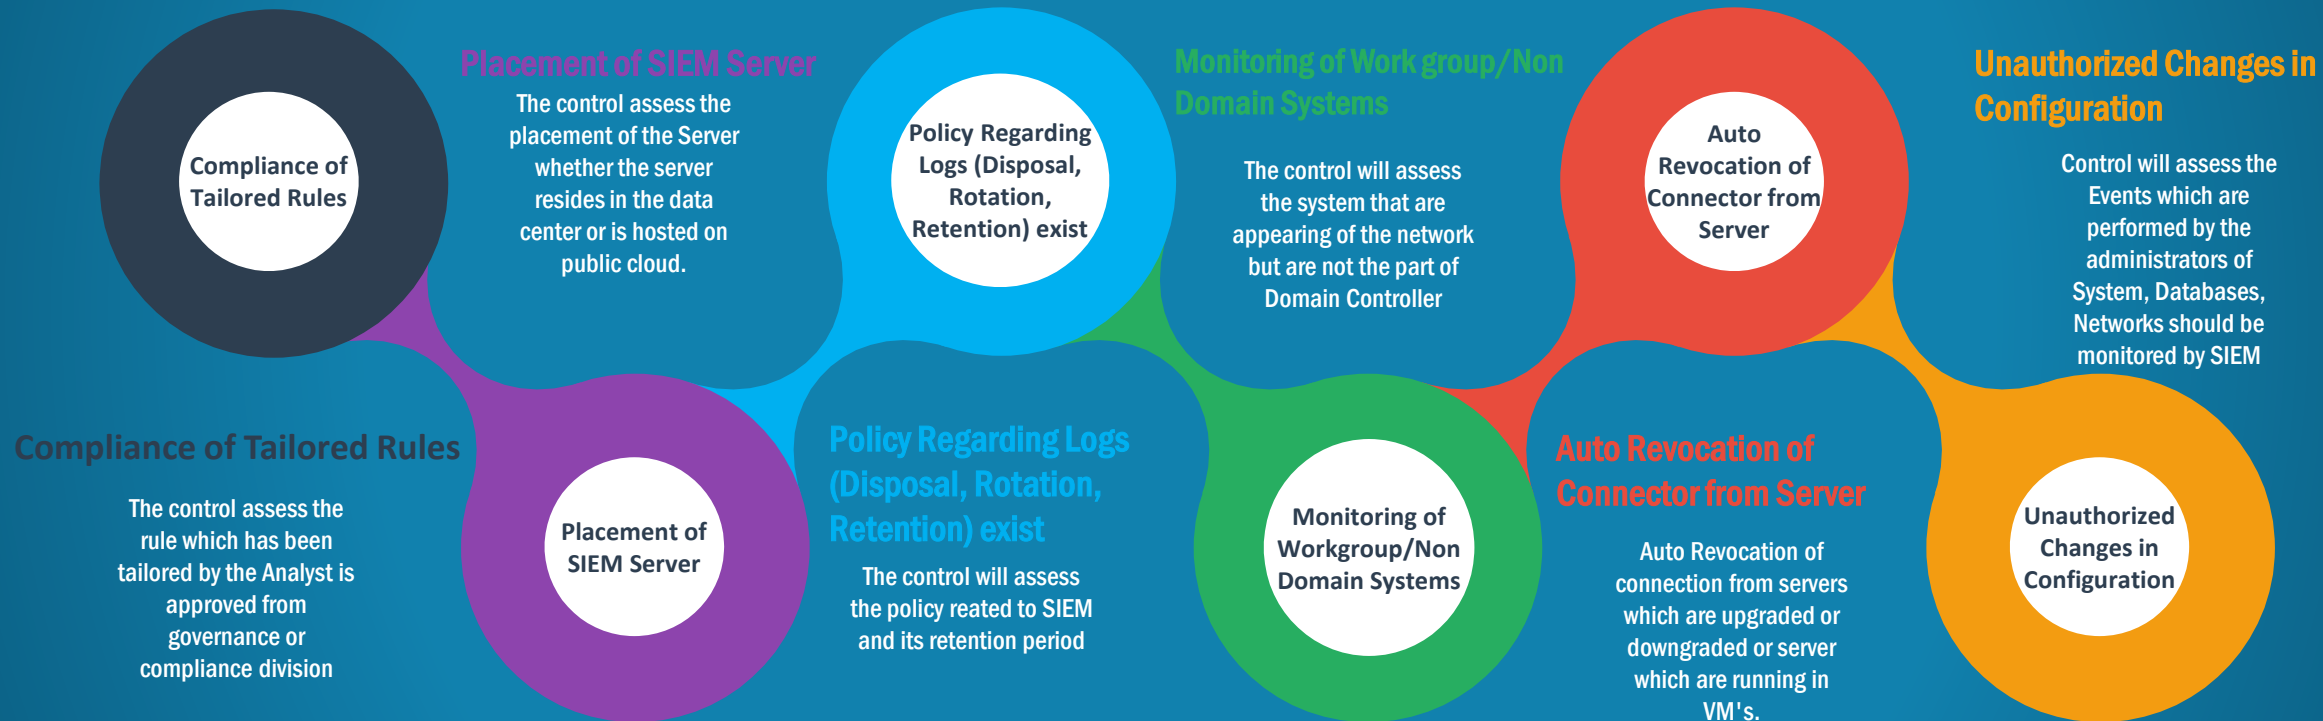 Compliance of
Tailored Rules
Compliance of Tailored Rules
The control assess the
rule which has been
tailored by the Analyst is
approved from
governance or
compliance division
Placement of SIEM Server
The control assess the
placement of the Server
whether the server
resides in the data
center or is hosted on
public cloud.
Placement of
SIEM Server
Policy Regarding
Logs (Disposal,
Rotation,
Retention) exist
Policy Regarding Logs
(Disposal, Rotation,
Retention) exist
The control will assess
the policy reated to SIEM
and its retention period
Monitoring of Work group/Non
Domain Systems
The control will assess
the system that are
appearing of the network
but are not the part of
Domain Controller
Monitoring of
Workgroup/Non
Domain Systems
Auto
Revocation of
Connector from
Server
Auto Revocation of
Connector from Server
Auto Revocation of
connection from servers
which are upgraded or
downgraded or server
which are running in
VM's.
Unauthorized Changes in
Configuration
Control will assess the
Events which are
performed by the
administrators of
System, Databases,
Networks should be
monitored by SIEM
Unauthorized
Changes in
Configuration